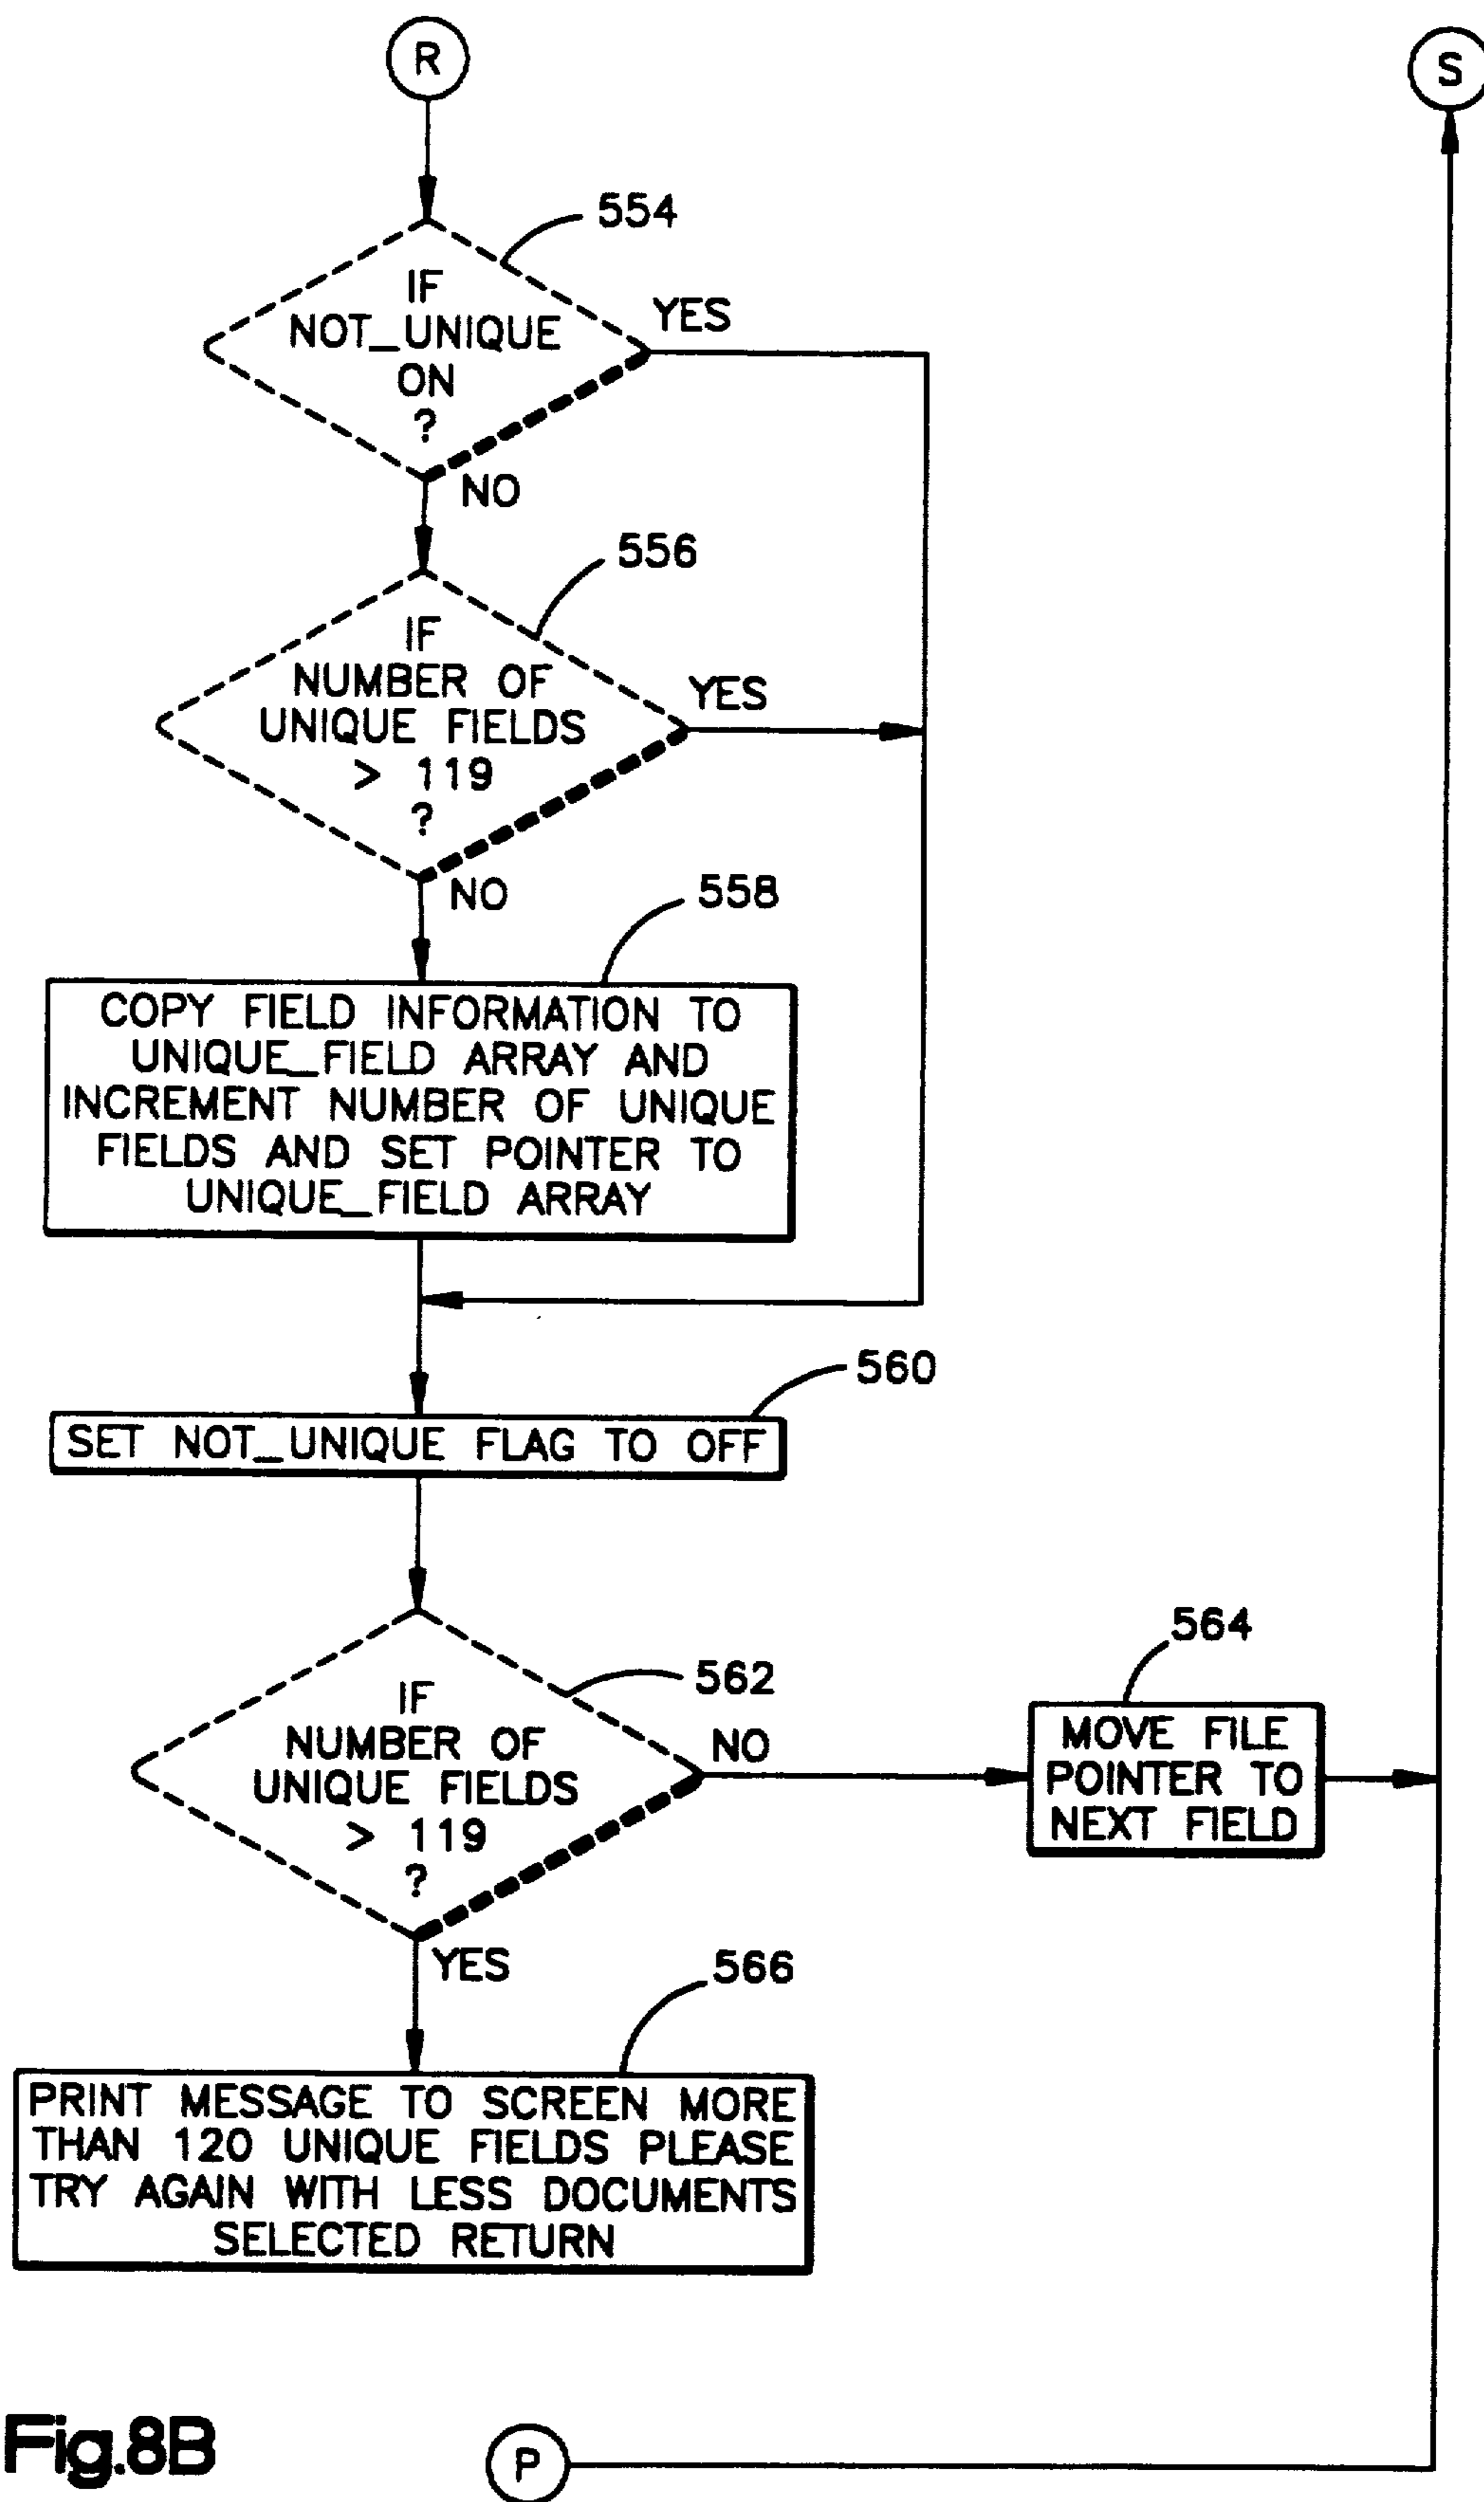 R
S
554
IF
NOT_UNIQUE
ON
?
YES
NO
556
IF
NUMBER OF
UNIQUE FIELDS
> 119
?
YES
NO
558
COPY FIELD INFORMATION TO
UNIQUE_FIELD ARRAY AND
INCREMENT NUMBER OF UNIQUE
FIELDS AND SET POINTER TO
UNIQUE_FIELD ARRAY
560
SET NOT_UNIQUE FLAG TO OFF
562
IF
NUMBER OF
UNIQUE FIELDS
> 119
?
NO
YES
564
MOVE FILE
POINTER TO
NEXT FIELD
566
PRINT MESSAGE TO SCREEN MORE
THAN 120 UNIQUE FIELDS PLEASE
TRY AGAIN WITH LESS DOCUMENTS
SELECTED RETURN
Fig.8B
P